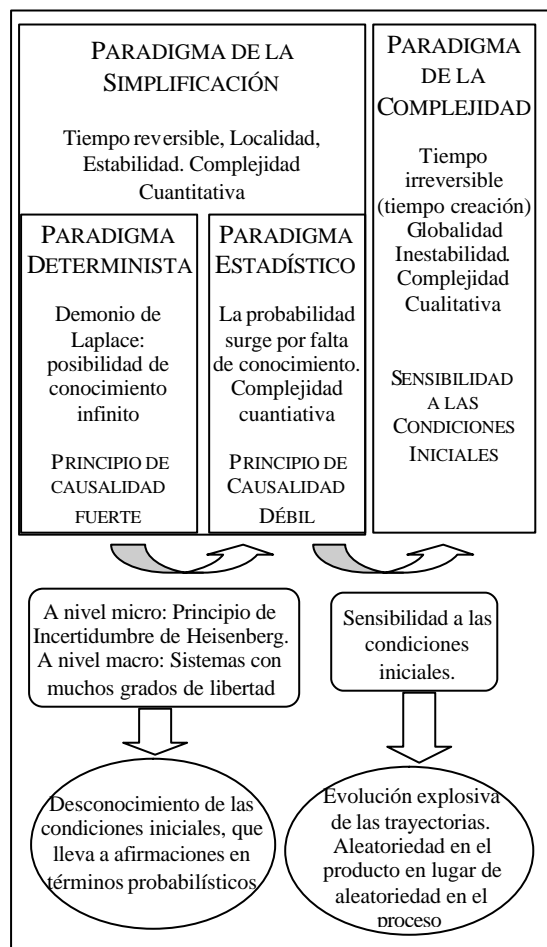 PARADIGMA DE LA
SIMPLIFICACIÓN
Tiempo reversible, Localidad,
Estabilidad. Complejidad
Cuantitativa
PARADIGMA
DETERMINISTA
Demonio de
Laplace:
posibilidad de
conocimiento
infinito
PRINCIPIO DE
CAUSALIDAD
FUERTE
PARADIGMA
ESTADÍSTICO
La probabilidad
surge por falta
de conocimiento.
Complejidad
cuantiativa
PRINCIPIO DE
CAUSALIDAD
DÉBIL
PARADIGMA
DE LA
COMPLEJIDAD
Tiempo
irreversible
(tiempo creación)
Globalidad
Inestabilidad.
Complejidad
Cualitativa
SENSIBILIDAD
A LAS
CONDICIONES
INICIALES
A nivel micro: Principio de
Incertidumbre de Heisenberg.
A nivel macro: Sistemas con
muchos grados de libertad
Sensibilidad a las
condiciones
iniciales.
Desconocimiento de las
condiciones iniciales, que
lleva a afirmaciones en
términos probabilísticos
Evolución explosiva
de las trayectorias.
Aleatoriedad en el
producto en lugar de
aleatoriedad en el
proceso